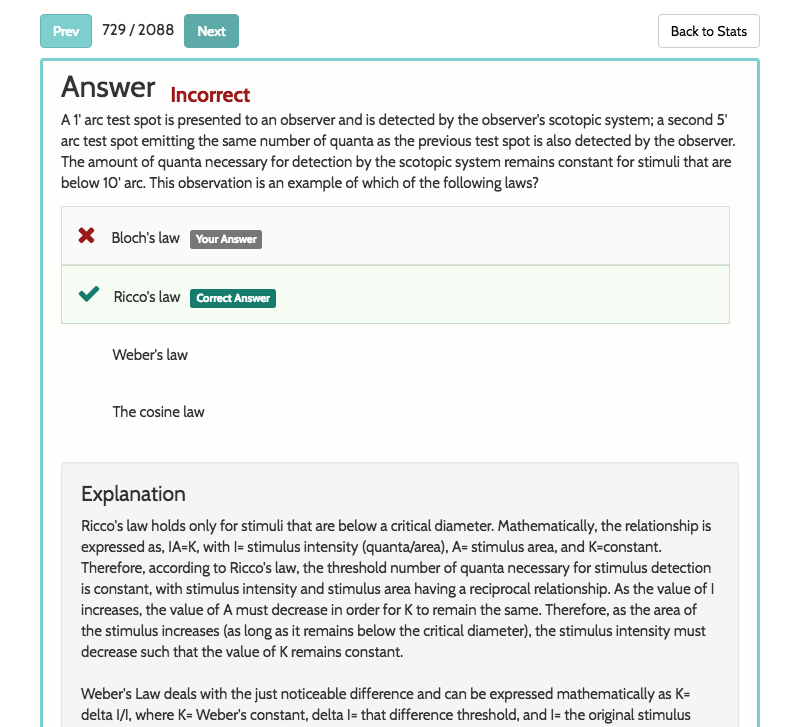 Prev 729 / 2088 Next Back to Stats
Answer Incorrect
A 1' arc test spot is presented to an observer and is detected by the observer's scotopic system; a second 5'
arc test spot emitting the same number of quanta as the previous test spot is also detected by the observer.
The amount of quanta necessary for detection by the scotopic system remains constant for stimuli that are
below 10' arc. This observation is an example of which of the following laws?
Bloch's law Your Answer
Ricco's law Correct Answer
Weber's law
The cosine law
Explanation
Ricco's law holds only for stimuli that are below a critical diameter. Mathematically, the relationship is
expressed as, IA=K, with I= stimulus intensity (quanta/area), A= stimulus area, and K=constant.
Therefore, according to Ricco's law, the threshold number of quanta necessary for stimulus detection
is constant, with stimulus intensity and stimulus area having a reciprocal relationship. As the value of I
increases, the value of A must decrease in order for K to remain the same. Therefore, as the area of
the stimulus increases (as long as it remains below the critical diameter), the stimulus intensity must
decrease such that the value of K remains constant.
Weber's Law deals with the just noticeable difference and can be expressed mathematically as K=
delta I/I, where K= Weber's constant, delta I= that difference threshold, and I= the original stimulus